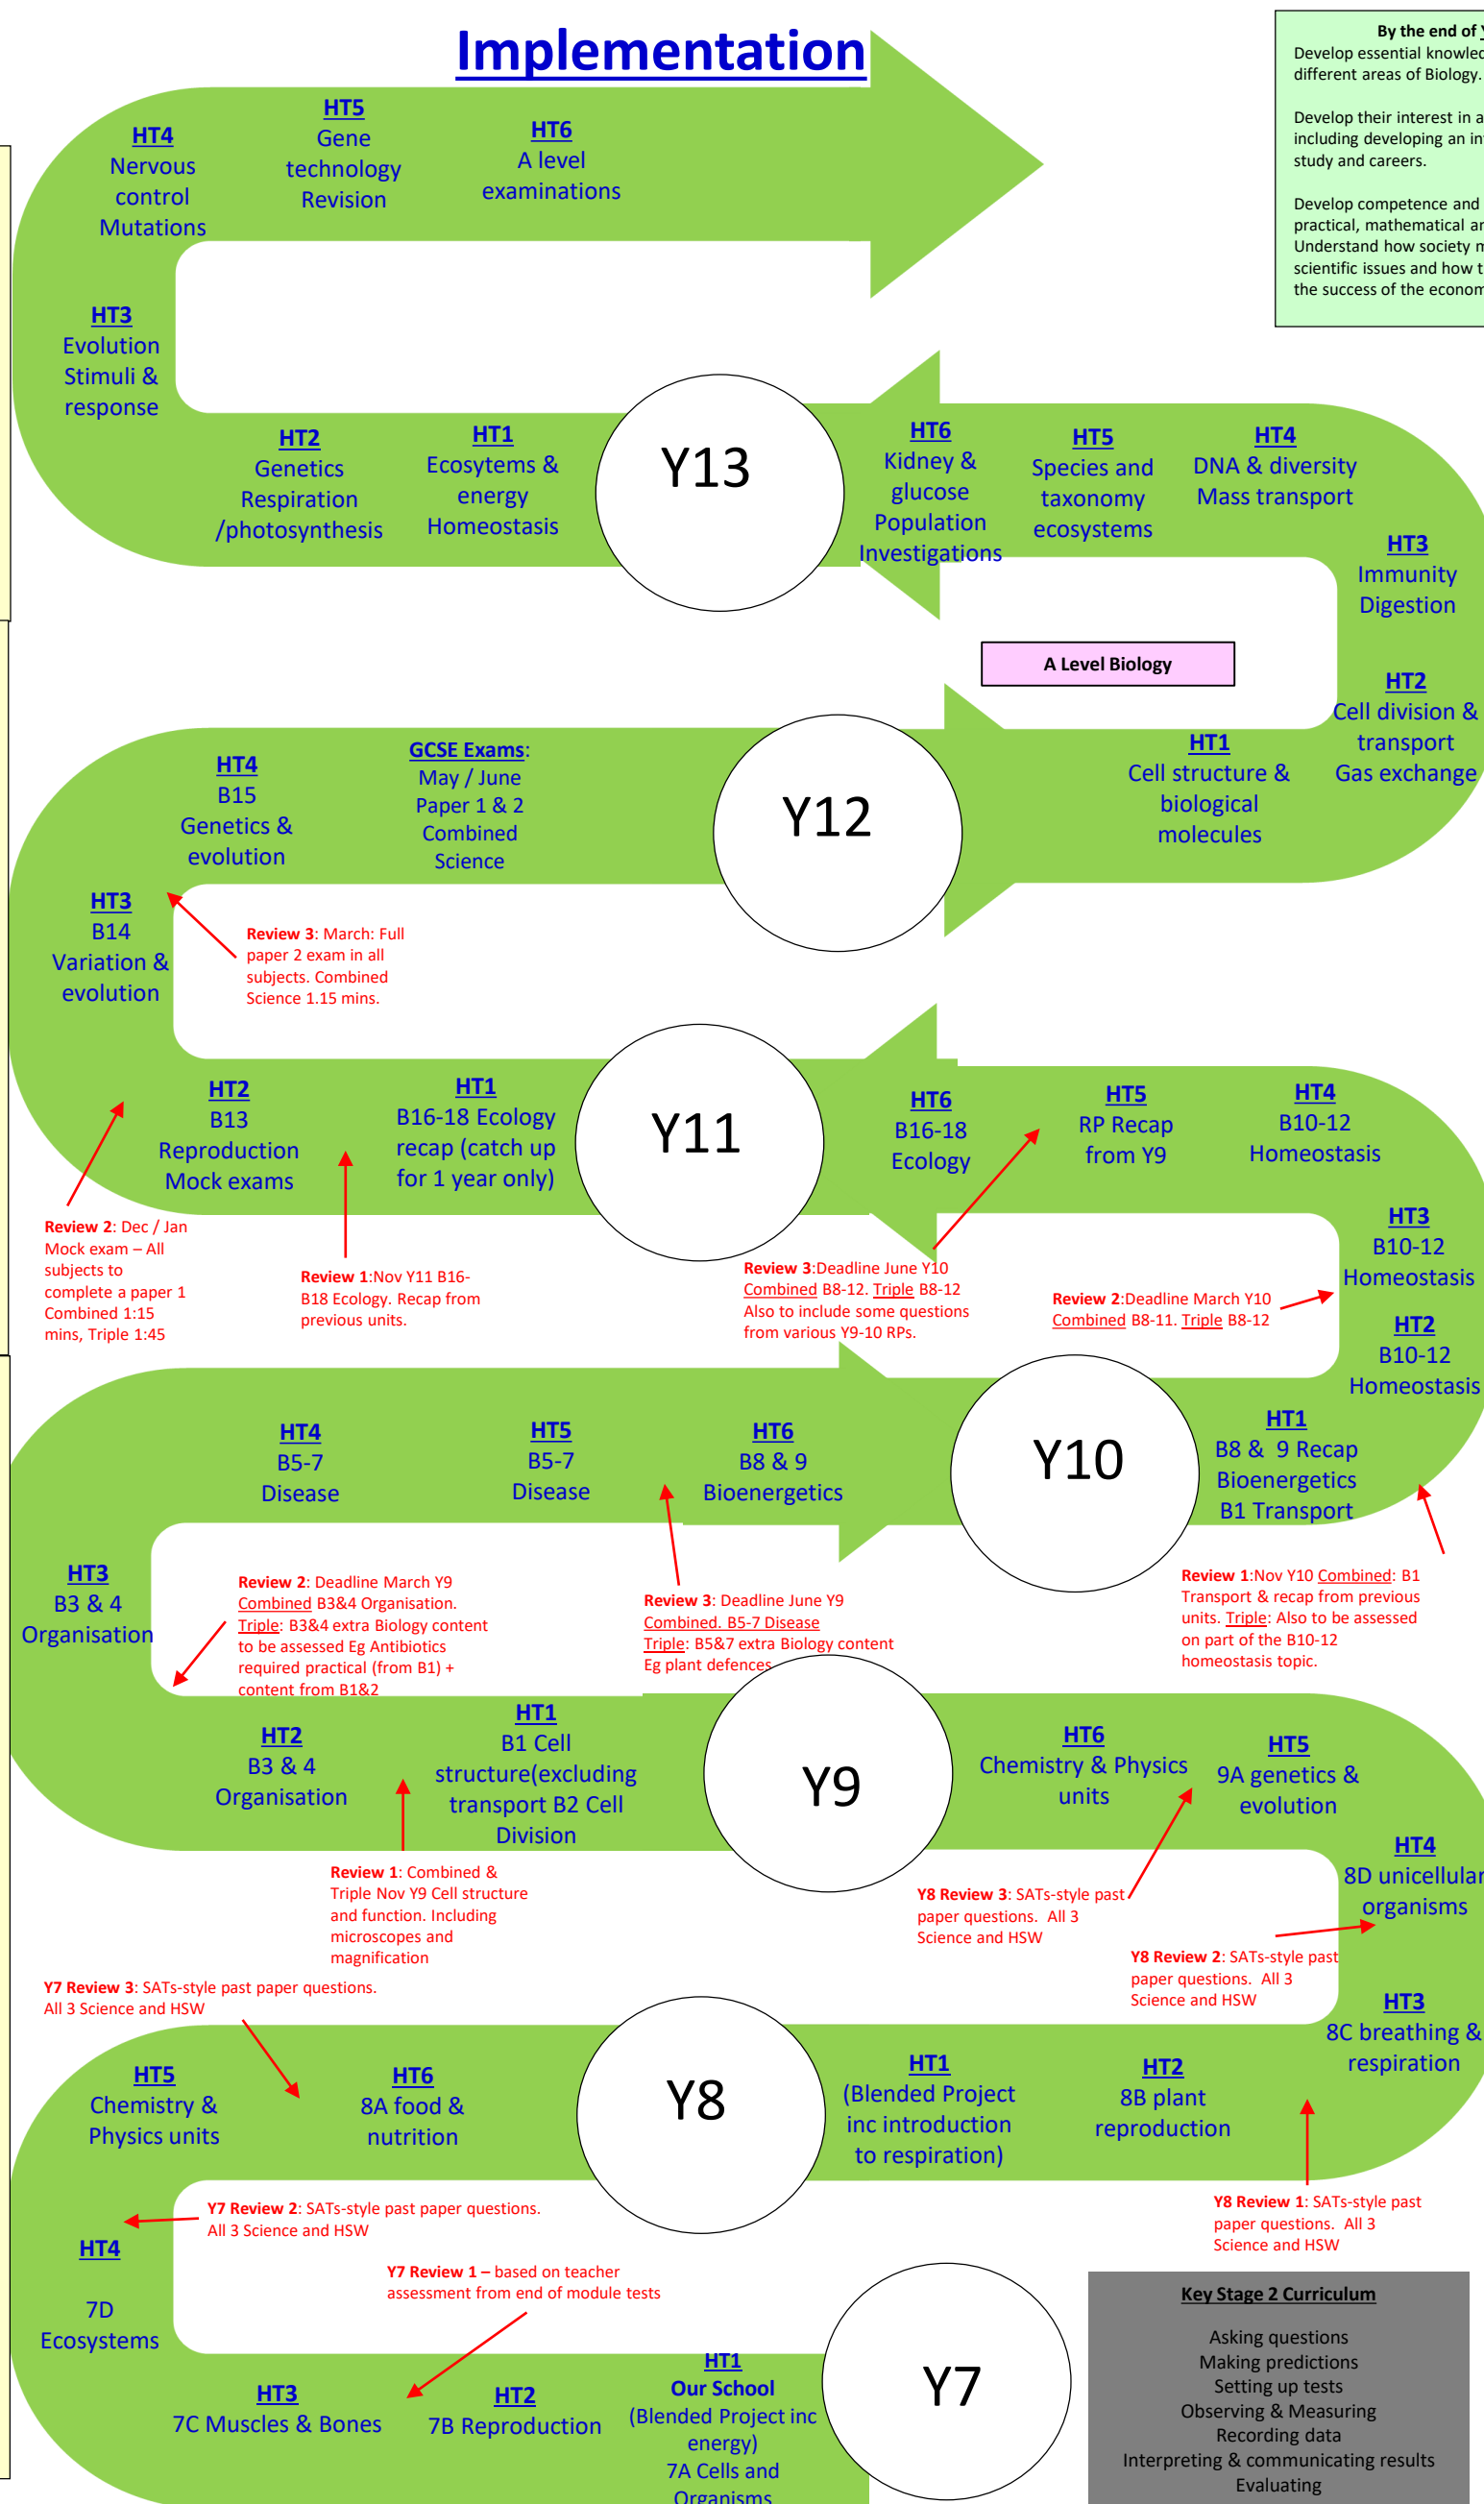 Implementation
By the end of
Develop essential
different areas of Biology.
Develop their interest in a
including developing an
study and careers.
Develop competence and
practical, mathematical
Understand how society
scientific issues and how
the success of the
HT4
Nervous
control
Mutations
HT5
Gene
technology
Revision
HT6
A level
examinations
HT3
Evolution
Stimuli &
response
HT2
Genetics
Respiration
/photosynthesis
HT1
Ecosytems &
energy
Homeostasis
Y13
HT6
Kidney &
glucose
Population
Investigations
HT5
Species and
taxonomy
ecosystems
HT4
DNA & diversity
Mass transport
HT3
Immunity
Digestion
A Level Biology
HT2
Cell division &
transport
Gas exchange
HT1
Cell structure &
biological
molecules
Y12
GCSE Exams:
May / June
Paper 1 & 2
Combined
Science
HT4
B15
Genetics &
evolution
HT3
B14
Variation &
evolution
Review 3: March: Full
paper 2 exam in all
subjects. Combined
Science 1.15 mins.
HT2
B13
Reproduction
Mock exams
HT1
B16-18 Ecology
recap (catch up
for 1 year only)
Y11
HT6
B16-18
Ecology
HT5
RP Recap
from Y9
HT4
B10-12
Homeostasis
Review 2: Dec / Jan
Mock exam – All
subjects to
complete a paper 1
Combined 1:15
mins, Triple 1:45
Review 1:Nov Y11 B16-
B18 Ecology. Recap from
previous units.
Review 3:Deadline June Y10
Combined B8-12. Triple B8-12
Also to include some questions
from various Y9-10 RPs.
Review 2:Deadline March Y10
Combined B8-11. Triple B8-12
HT3
B10-12
Homeostasis
HT2
B10-12
Homeostasis
HT4
B5-7
Disease
HT5
B5-7
Disease
HT6
B8 & 9
Bioenergetics
Y10
HT1
B8 & 9 Recap
Bioenergetics
B1 Transport
HT3
B3 & 4
Organisation
Review 2: Deadline March Y9
Combined B3&4 Organisation.
Triple: B3&4 extra Biology content
to be assessed Eg Antibiotics
required practical (from B1) +
content from B1&2
Review 3: Deadline June Y9
Combined. B5-7 Disease
Triple: B5&7 extra Biology content
Eg plant defences
Review 1:Nov Y10 Combined: B1
Transport & recap from previous
units. Triple: Also to be assessed
on part of the B10-12
homeostasis topic.
HT2
B3 & 4
Organisation
HT1
B1 Cell
structure(excluding
transport B2 Cell
Division
Y9
HT6
Chemistry & Physics
units
HT5
9A genetics &
evolution
HT4
8D unicellular
organisms
Review 1: Combined &
Triple Nov Y9 Cell structure
and function. Including
microscopes and
magnification
Y8 Review 3: SATs-style past
paper questions. All 3
Science and HSW
Y8 Review 2: SATs-style past
paper questions. All 3
Science and HSW
HT3
8C breathing &
respiration
Y7 Review 3: SATs-style past paper questions.
All 3 Science and HSW
HT5
Chemistry &
Physics units
HT6
8A food &
nutrition
Y8
HT1
(Blended Project
inc introduction
to respiration)
HT2
8B plant
reproduction
Y7 Review 2: SATs-style past paper questions.
All 3 Science and HSW
Y8 Review 1: SATs-style past
paper questions. All 3
Science and HSW
HT4
7D
Ecosystems
Y7 Review 1 – based on teacher
assessment from end of module tests
HT3
7C Muscles & Bones
HT2
7B Reproduction
HT1
Our School
(Blended Project inc
energy)
7A Cells and
Organisms
Y7
Key Stage 2 Curriculum
Asking questions
Making predictions
Setting up tests
Observing & Measuring
Recording data
Interpreting & communicating results
Evaluating